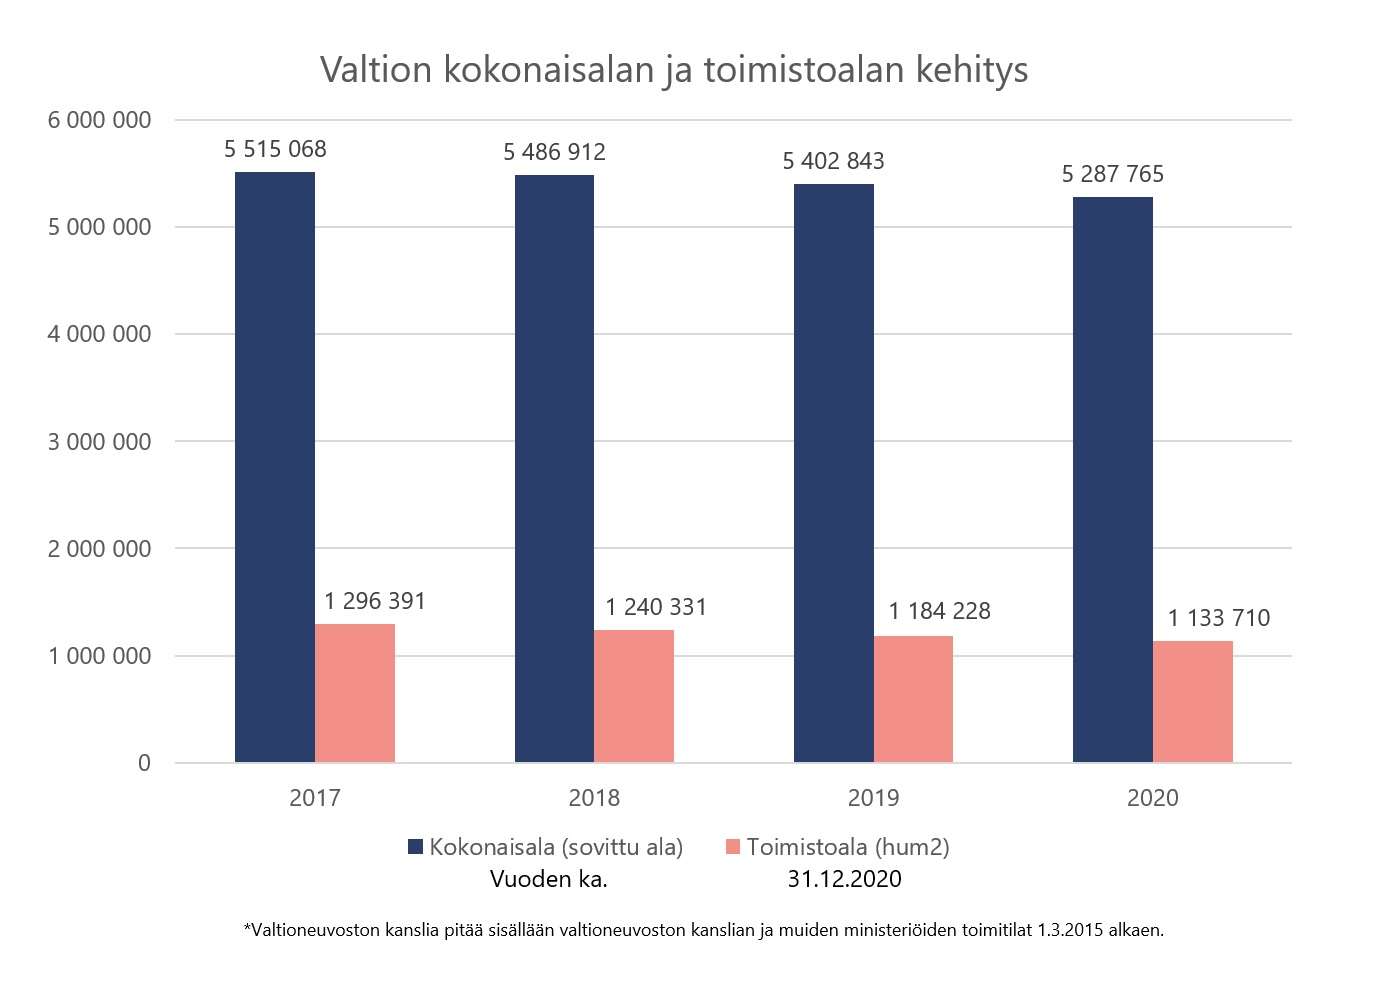 Valtion kokonaisalan ja toimistoalan kehitys
6 000 000
5 000 000
4 000 000
3 000 000
2 000 000
1 000 000
0
5 515 068
5 486 912
5 402 843
5 287 765
1 296 391
1 240 331
1 184 228
1 133 710
2017
2018
2019
2020
Kokonaisala (sovittu ala)
Toimistoala (hum2)
Vuoden ka.
31.12.2020
*Valtioneuvoston kanslia pitää sisällään valtioneuvoston kanslian ja muiden ministeriöiden toimitilat 1.3.2015 alkaen.